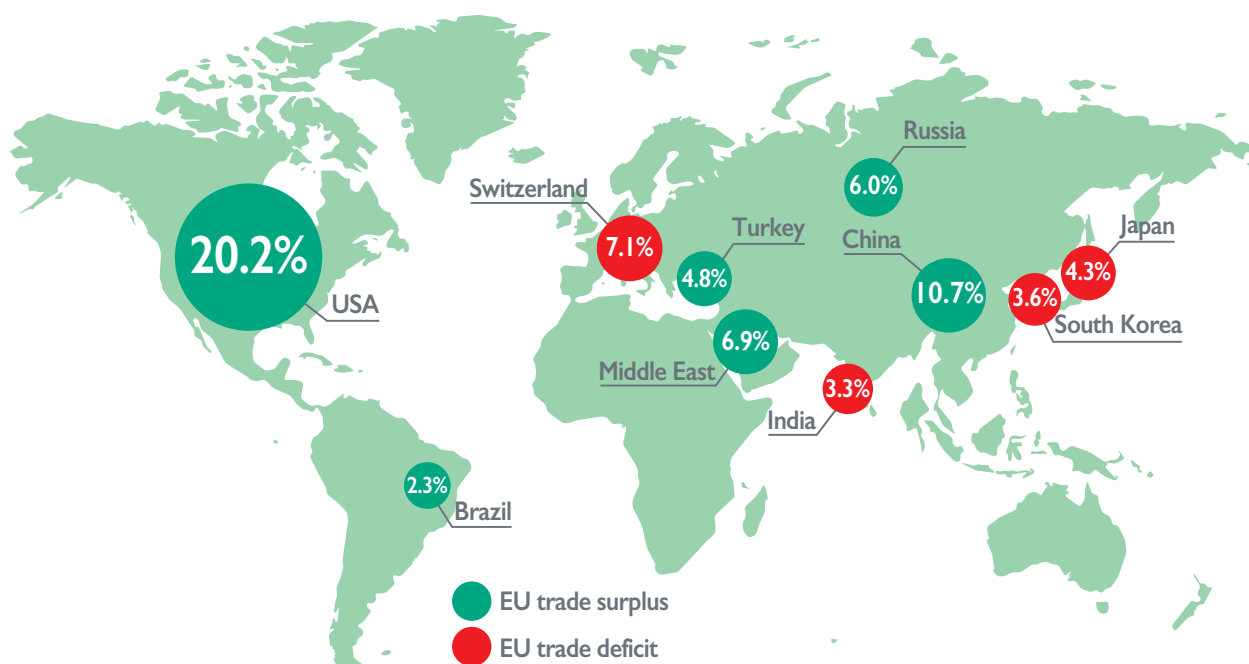 Russia
6.0%
Switzerland
7.1%
Turkey
4.8%
China
10.7%
Japan
4.3%
20.2%
USA
3.6%
South Korea
6.9%
Middle East
3.3%
India
2.3%
Brazil
EU trade surplus
EU trade deficit